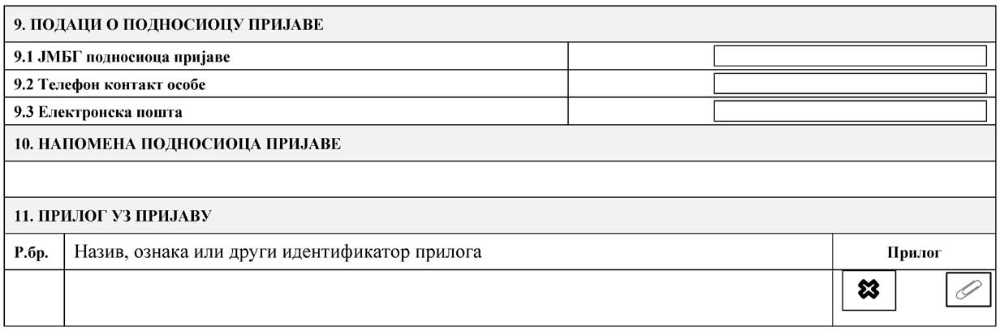 9. ПОДАЦИ О ПОДНОСИОЦУ ПРИЈАВЕ
9.1 ЈМБГ подносиоца пријаве
9.2 Телефон контакт особе
9.3 Електронска пошта
10. НАПОМЕНА ПОДНОСИОЦА ПРИЈАВЕ
11. ПРИЛОГ УЗ ПРИЈАВУ
Р.бр. Назив, ознака или други идентификатор прилога Прилог